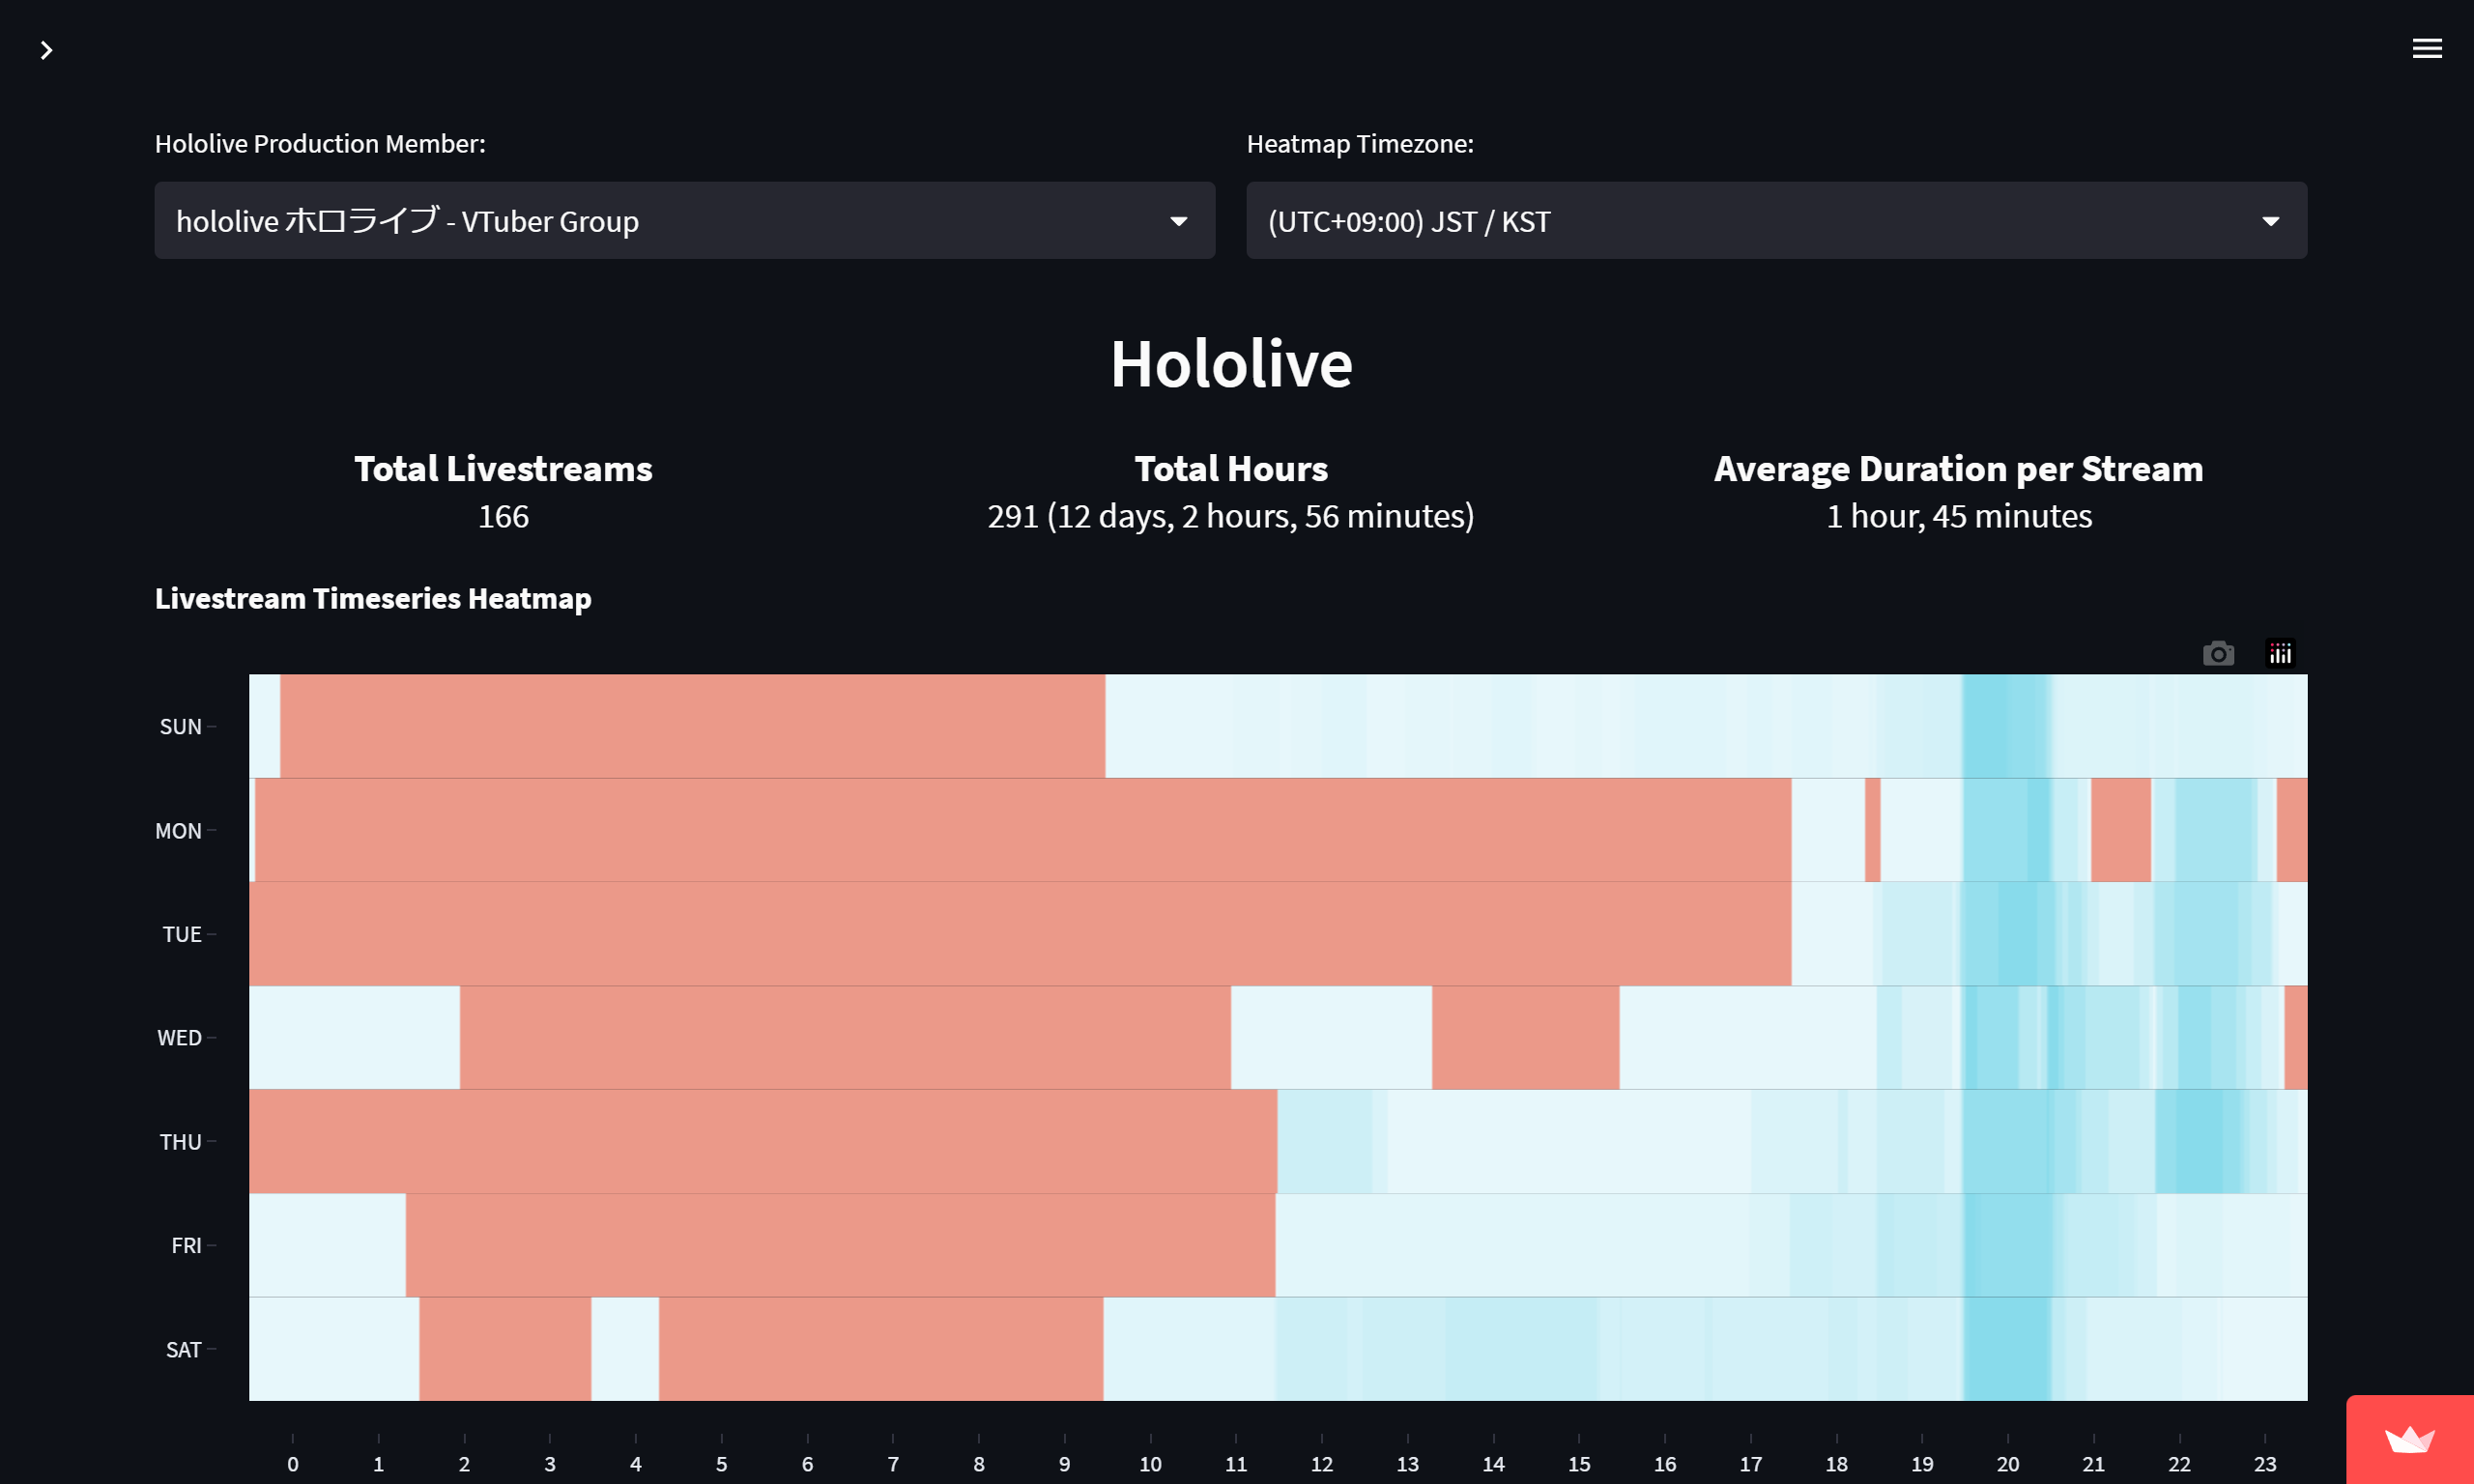 Hololive Production Member:
Heatmap Timezone:
hololive ホロライブ - VTuber Group
(UTC+09:00) JST / KST
Hololive
Total Livestreams
166
Total Hours
291 (12 days, 2 hours, 56 minutes)
Average Duration per Stream
1 hour, 45 minutes
Livestream Timeseries Heatmap
SUN
MON
TUE
WED
THU
FRI
SAT
0 1 2 3 4 5 6 7 8 9 10 11 12 13 14 15 16 17 18 19 20 21 22 23